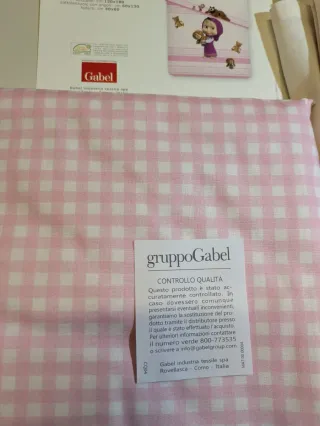 Gabel
gruppoGabel
CONTROLLO QUALITÀ
Questo prodotto è stato ac-
curatamente controllato. In
caso dovessero comunque
presentarsi eventuali inconvenienti,
garantiamo la sostituzione del pro-
dotto tramite il distributore presso
il quale è stato effettuato l'acquisto.
Per ulteriori informazioni contattare
il numero verde 800-773535
o scrivere a info@gabelgroup.com
Gabel industria tessile spa
Rovellasca - Como - Italia